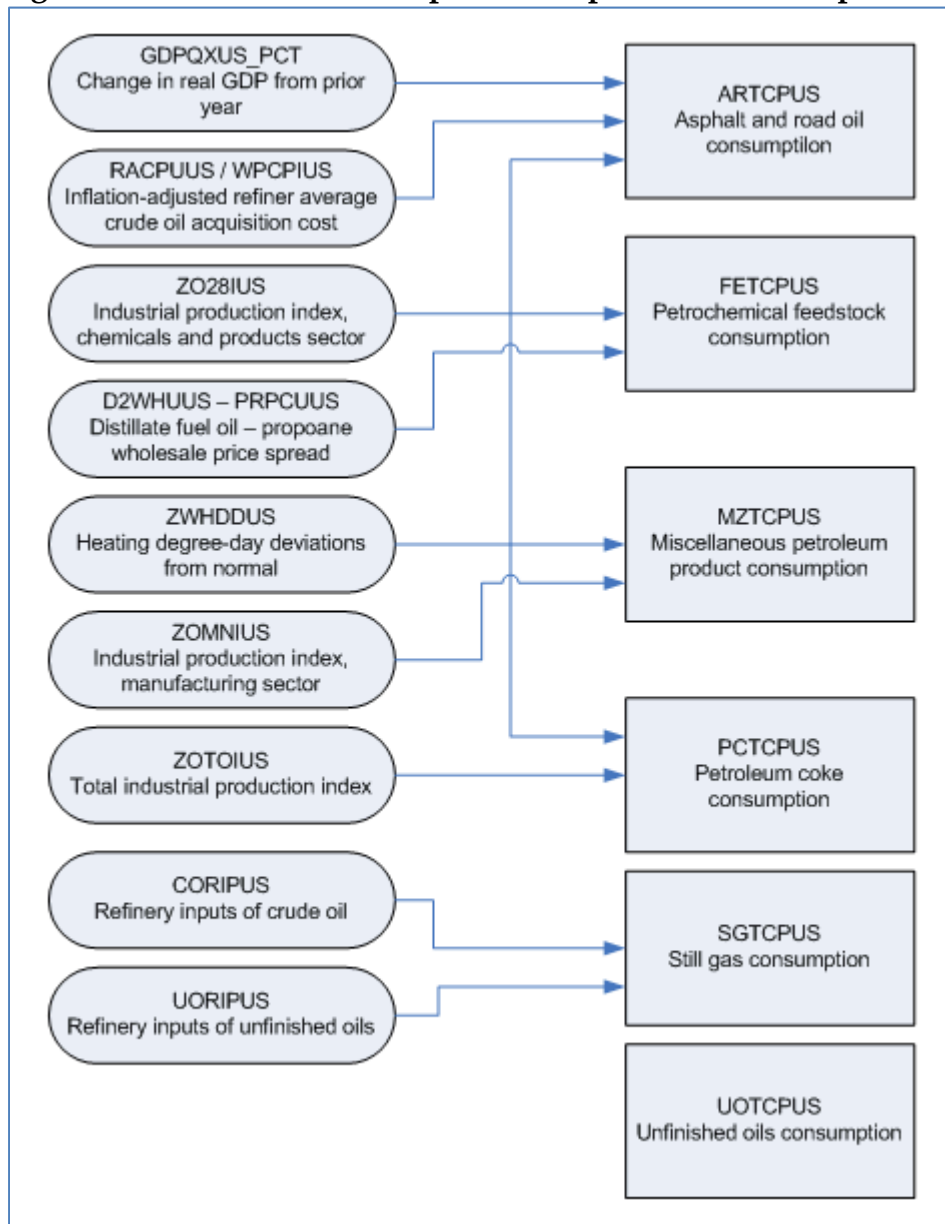 GDPQXUS_PCT
Change in real GDP from prior
year
RACPUUS / WPCPIUS
Inflation-adjusted refiner average
crude oil acquisition cost
ZO28IUS
Industrial production index,
chemicals and products sector
D2WHUUS – PRPCUUS
Distillate fuel oil – propoane
wholesale price spread
ZWHDDUS
Heating degree-day deviations
from normal
ZOMNIUS
Industrial production index,
manufacturing sector
ZOTOIUS
Total industrial production index
CORIPUS
Refinery inputs of crude oil
UORIPUS
Refinery inputs of unfinished oils
ARTCPUS
Asphalt and road oil
consumptilon
FETCPUS
Petrochemical feedstock
consumption
MZTCPUS
Miscellaneous petroleum
product consumption
PCTCPUS
Petroleum coke
consumption
SGTCPUS
Still gas consumption
UOTCPUS
Unfinished oils consumption